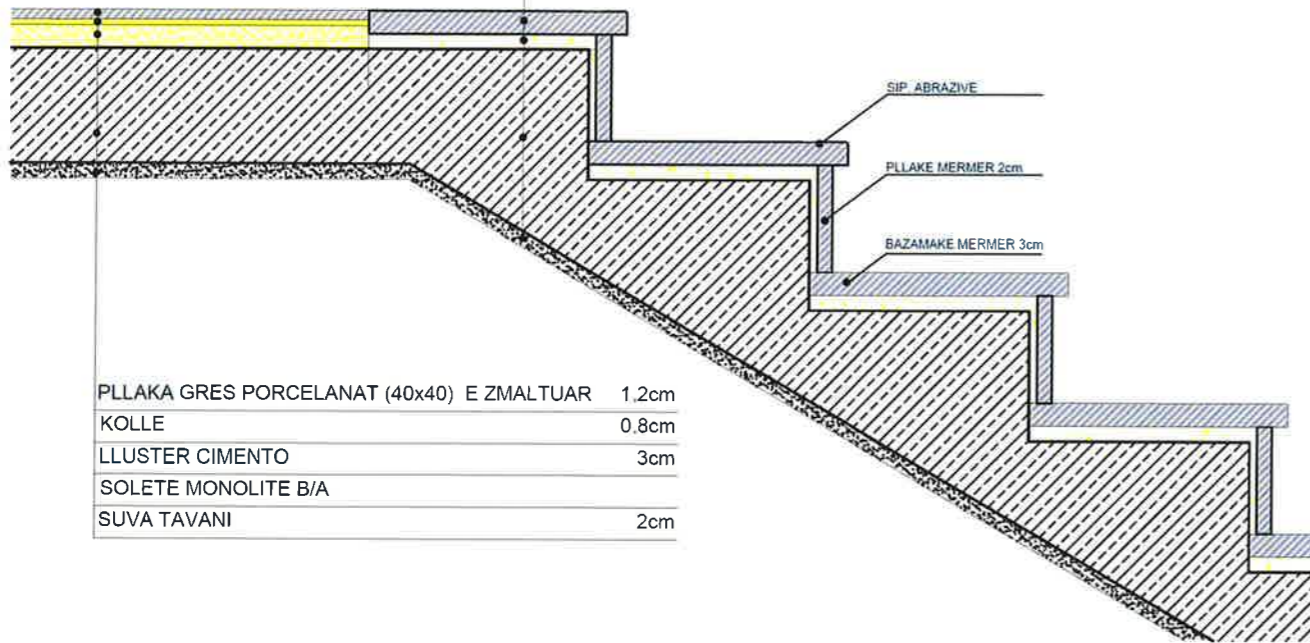 SIP. ABRAZIVE
PLLAKE MERMER 2cm
BAZAMAKE MERMER 3cm
PLLAKA GRES PORCELANAT (40x40) E ZMALTUAR 1,2cm
KOLLE 0,8cm
LLUSTER CIMENTO 3cm
SOLETE MONOLITE B/A
SUVA TAVANI 2cm